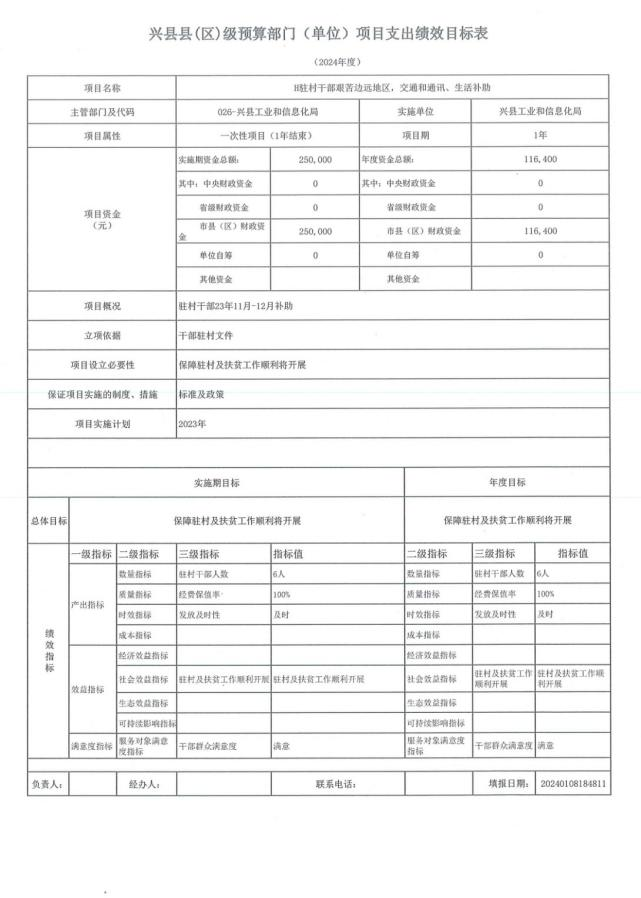 兴县县(区)级预算部门（单位）项目支出绩效目标表
（2024年度）
项目名称 H驻村干部艰苦边远地区，交通和通讯、生活补助
主管部门及代码 026-兴县工业和信息化局 实施单位 兴县工业和信息化局
项目属性 一次性项目（1年结束） 项目期 1年
项目资金（元） 实施期资金总额： 250,000 年度资金总额： 116,400
其中：中央财政资金 0 其中：中央财政资金 0
省级财政资金 0 省级财政资金 0
市县（区）财政资金 250,000 市县（区）财政资金 116,400
单位自筹 0 单位自筹 0
其他资金 其他资金
项目概况 驻村干部23年11月-12月补助
立项依据 干部驻村文件
项目设立必要性 保障驻村及扶贫工作顺利将开展
保证项目实施的制度、措施 标准及政策
项目实施计划 2023年
实施期目标 年度目标
总体目标 保障驻村及扶贫工作顺利将开展 保障驻村及扶贫工作顺利将开展
绩效指标 一级指标 二级指标 三级指标 指标值 二级指标 三级指标 指标值
产出指标 数量指标 驻村干部人数 6人 数量指标 驻村干部人数 6人
质量指标 经费保值率 100% 质量指标 经费保值率 100%
时效指标 发放及时性 及时 时效指标 发放及时性 及时
成本指标 成本指标
效益指标 经济效益指标 经济效益指标
社会效益指标 驻村及扶贫工作顺利开展 驻村及扶贫工作顺利开展 社会效益指标 驻村及扶贫工作顺利开展 驻村及扶贫工作顺利开展
生态效益指标 生态效益指标
可持续影响指标 可持续影响指标
满意度指标 服务对象满意度指标 干部群众满意度 满意 服务对象满意度指标 干部群众满意度 满意
负责人： 经办人： 联系电话： 填报日期： 20240108184811